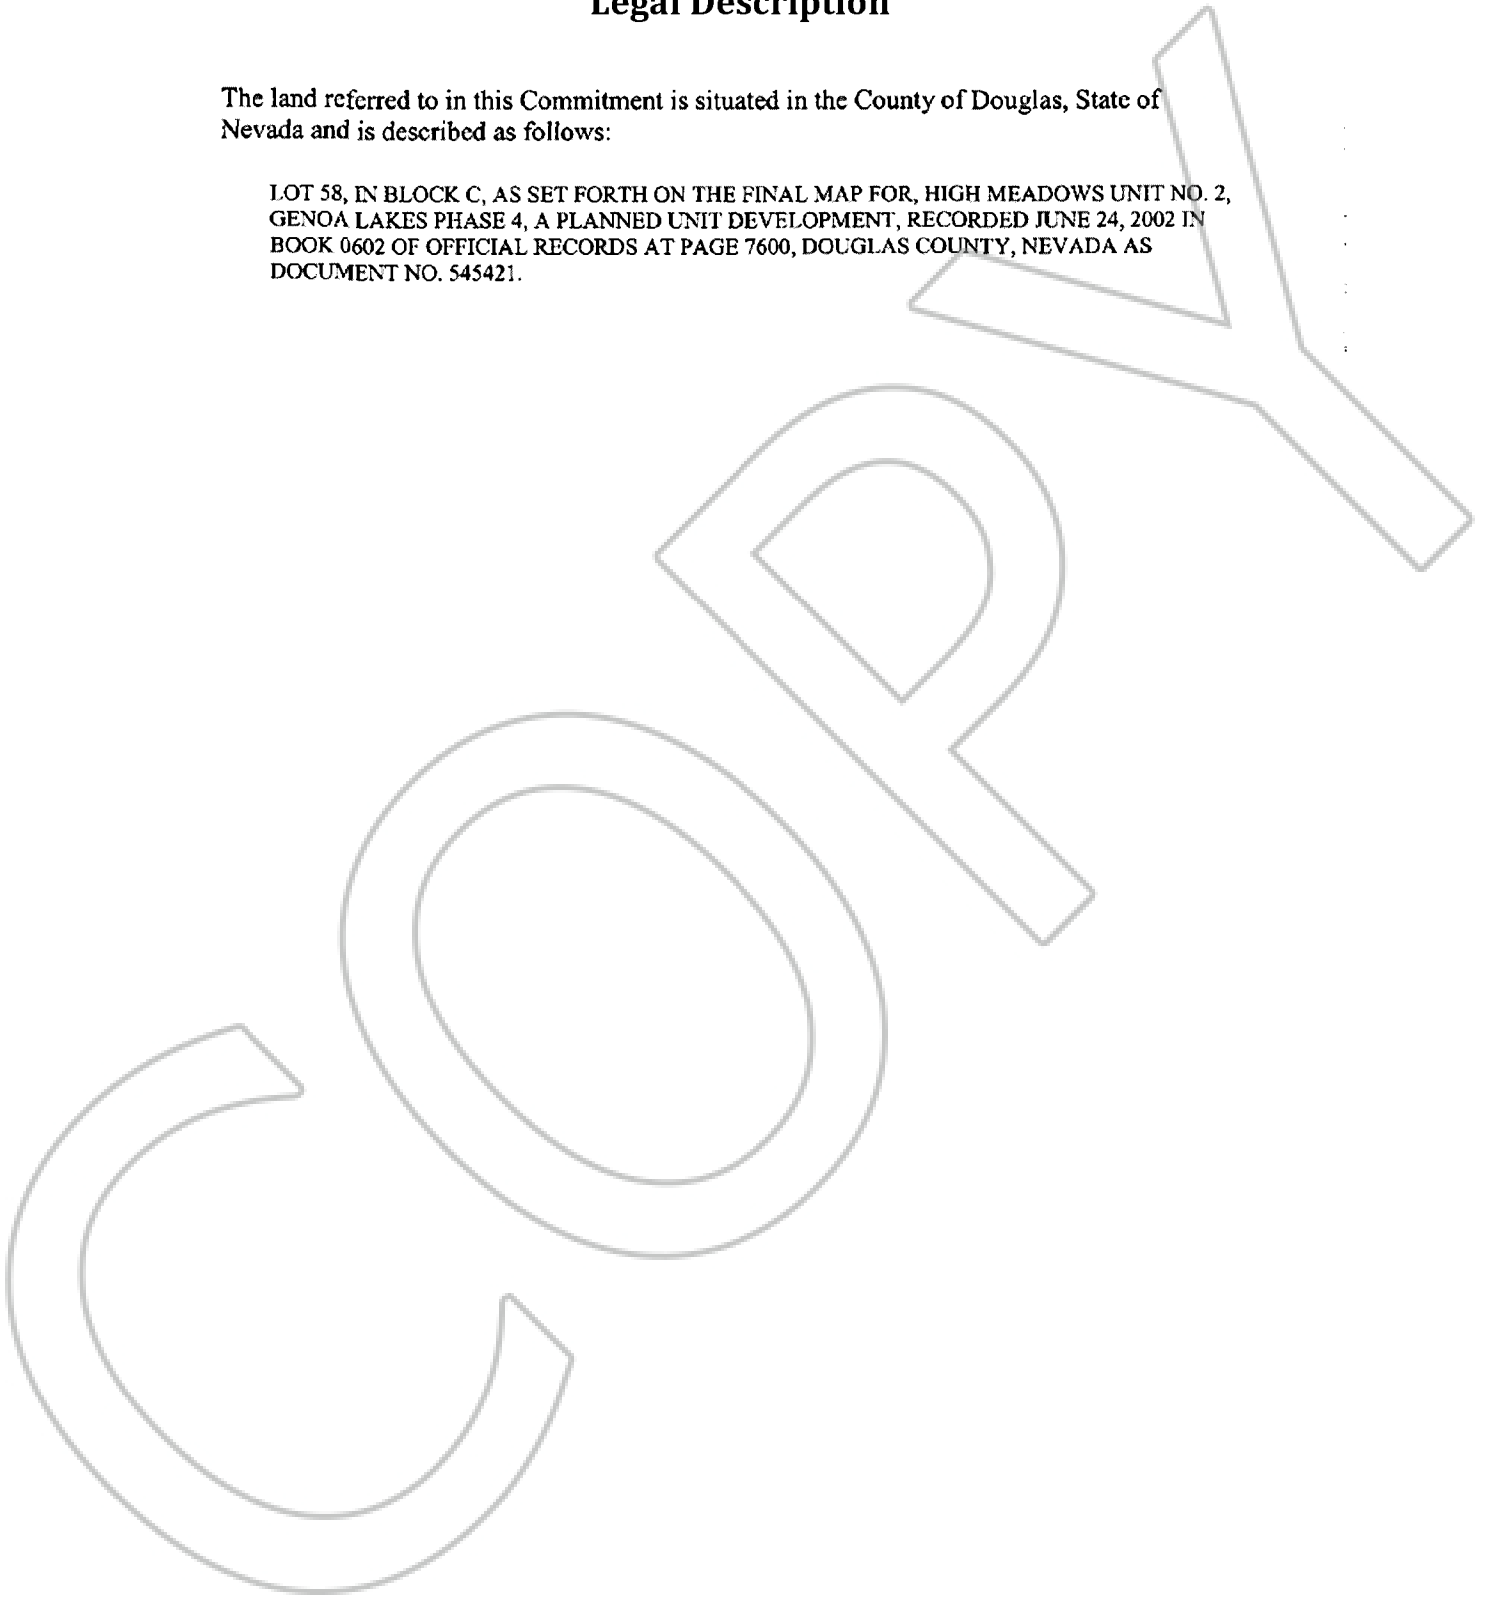 Legal Description
The land referred to in this Commitment is situated in the County of Douglas, State of
Nevada and is described as follows:
LOT 58, IN BLOCK C, AS SET FORTH ON THE FINAL MAP FOR, HIGH MEADOWS UNIT NO. 2,
GENOA LAKES PHASE 4, A PLANNED UNIT DEVELOPMENT, RECORDED JUNE 24, 2002 IN
BOOK 0602 OF OFFICIAL RECORDS AT PAGE 7600, DOUGLAS COUNTY, NEVADA AS
DOCUMENT NO. 545421.
COPY